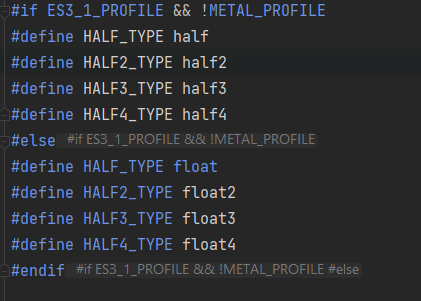 #if ES3_1_PROFILE && !METAL_PROFILE
#define HALF_TYPE half
#define HALF2_TYPE half2
#define HALF3_TYPE half3
#define HALF4_TYPE half4
#else #if ES3_1_PROFILE && !METAL_PROFILE
#define HALF_TYPE float
#define HALF2_TYPE float2
#define HALF3_TYPE float3
#define HALF4_TYPE float4
#endif #if ES3_1_PROFILE && !METAL_PROFILE #else